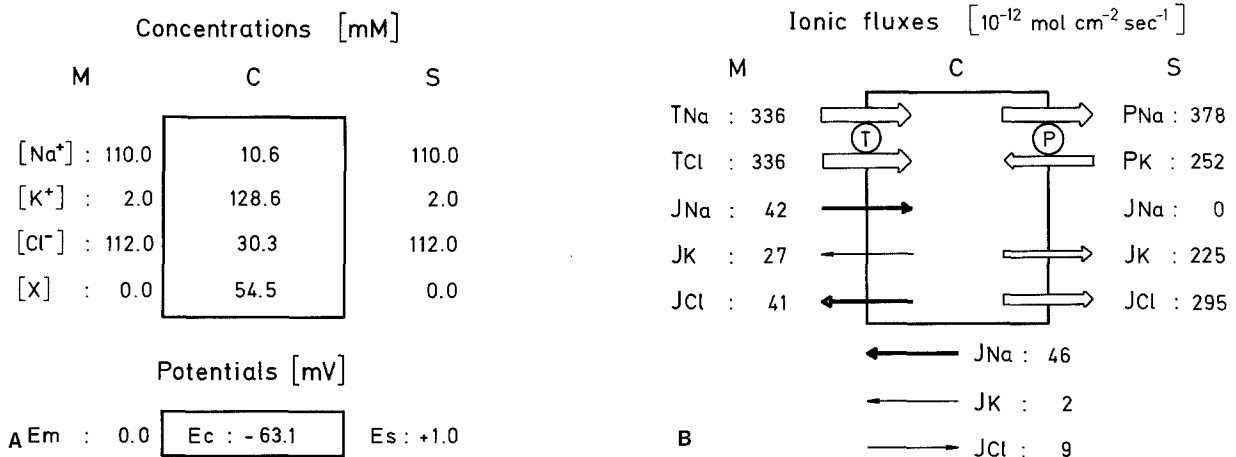 Concentrations [mM]
M C S
[Na⁺] : 110.0 10.6 110.0
[K⁺] : 2.0 128.6 2.0
[Cl⁻] : 112.0 30.3 112.0
[X] : 0.0 54.5 0.0
Potentials [mV]
A Em : 0.0 Ec : -63.1 Es : +1.0
Ionic fluxes [10⁻¹² mol cm⁻² sec⁻¹]
M C S
TNa : 336 PNa : 378
T P
TCl : 336 PK : 252
JNa : 42 JNa : 0
JK : 27 JK : 225
JCl : 41 JCl : 295
JNa : 46
JK : 2
B
JCl : 9